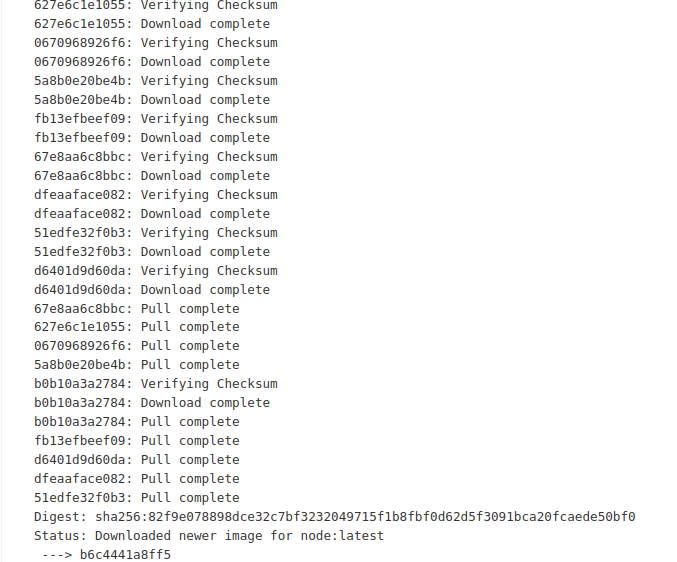 627e6c1e1055: Verifying Checksum
627e6c1e1055: Download complete
0670968926f6: Verifying Checksum
0670968926f6: Download complete
5a8b0e20be4b: Verifying Checksum
5a8b0e20be4b: Download complete
fb13efbeef09: Verifying Checksum
fb13efbeef09: Download complete
67e8aa6c8bbc: Verifying Checksum
67e8aa6c8bbc: Download complete
dfeaaface082: Verifying Checksum
dfeaaface082: Download complete
51edfe32f0b3: Verifying Checksum
51edfe32f0b3: Download complete
d6401d9d60da: Verifying Checksum
d6401d9d60da: Download complete
67e8aa6c8bbc: Pull complete
627e6c1e1055: Pull complete
0670968926f6: Pull complete
5a8b0e20be4b: Pull complete
b0b10a3a2784: Verifying Checksum
b0b10a3a2784: Download complete
b0b10a3a2784: Pull complete
fb13efbeef09: Pull complete
d6401d9d60da: Pull complete
dfeaaface082: Pull complete
51edfe32f0b3: Pull complete
Digest: sha256:82f9e078898dce32c7bf3232049715f1b8fbf0d62d5f3091bca20fcaede50bf0
Status: Downloaded newer image for node:latest
---> b6c4441a8ff5